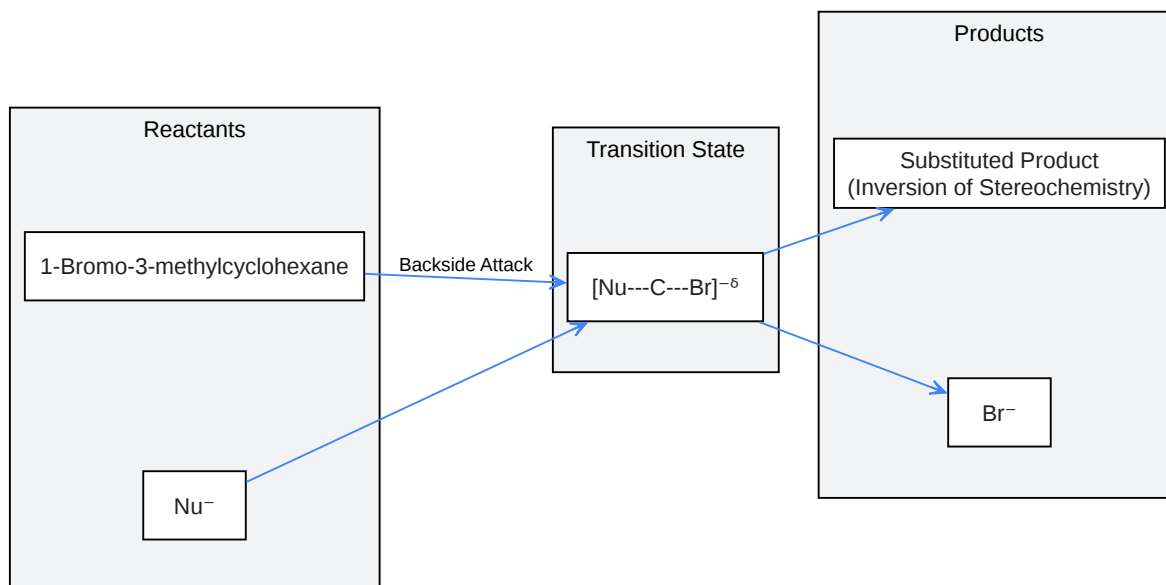 Reactants
1-Bromo-3-methylcyclohexane
Nu⁻
Backside Attack
Transition State
[Nu---C---Br]⁻ᵟ
Products
Substituted Product
(Inversion of Stereochemistry)
Br⁻